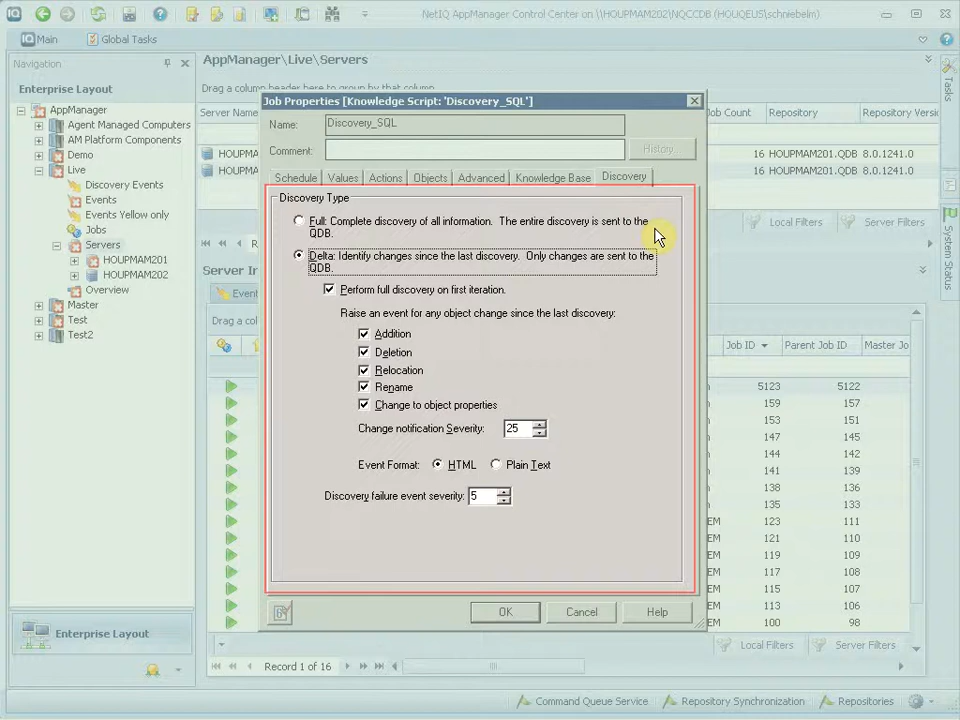 NetIQ AppManager Control Center on \\HOUPMAM202\NQCCDB (HOUQEUS\schniebelm)
Main
Global Tasks
Navigation
Enterprise Layout
AppManager
Agent Managed Computers
AM Platform Components
Demo
Live
Discovery Events
Events
Events Yellow only
Jobs
Servers
HOUPMAM201
HOUPMAM202
Overview
Master
Test
Test2
Enterprise Layout
AppManager\Live\Servers
Drag a column header here to group by that column
Server Name
Job Count
Repository
Repository Versi
HOUPMA
16 HOUPMAM201.QDB 8.0.1241.0
HOUPMA
16 HOUPMAM201.QDB 8.0.1241.0
Local Filters
Server Filters
Tasks
System Status
Job Properties [Knowledge Script: 'Discovery_SQL']
Name:
Discovery_SQL
Comment:
History
Schedule
Values
Actions
Objects
Advanced
Knowledge Base
Discovery
Discovery Type
Full: Complete discovery of all information. The entire discovery is sent to the
QDB.
Delta: Identify changes since the last discovery. Only changes are sent to the
QDB.
Perform full discovery on first iteration.
Raise an event for any object change since the last discovery:
Addition
Deletion
Relocation
Rename
Change to object properties
Change notification Severity:
25
Event Format:
HTML
Plain Text
Discovery failure event severity:
5
OK
Cancel
Help
Server In
Event
Drag a co
Job ID
Parent Job ID
Master Jo
5123 5122
159 157
153 151
147 145
144 142
141 139
138 136
135 133
EM 123 111
EM 121 109
EM 119 109
EM 117 108
EM 115 107
EM 113 106
EM 100 98
Local Filters
Server Filters
Record 1 of 16
Command Queue Service
Repository Synchronization
Repositories